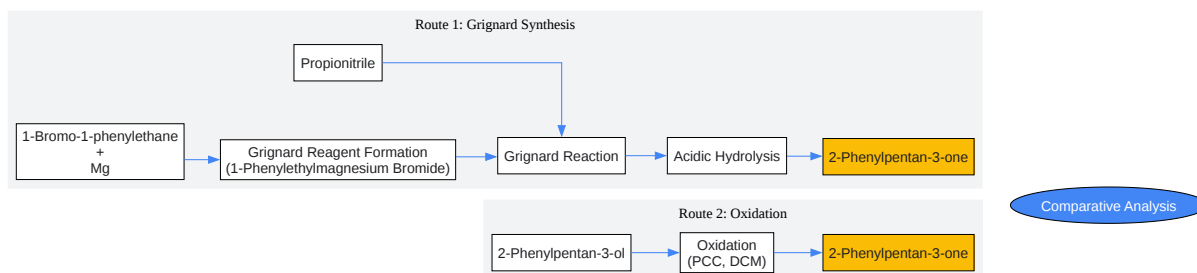 Route 1: Grignard Synthesis
Propionitrile
1-Bromo-1-phenylethane
+
Mg
Grignard Reagent Formation
(1-Phenylethylmagnesium Bromide)
Grignard Reaction
Acidic Hydrolysis
2-Phenylpentan-3-one
Comparative Analysis
Route 2: Oxidation
2-Phenylpentan-3-ol
Oxidation
(PCC, DCM)
2-Phenylpentan-3-one